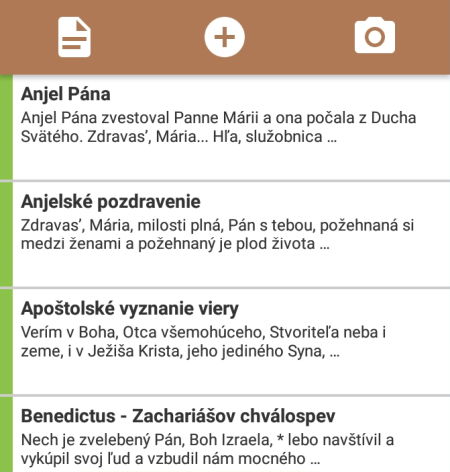 Anjel Pána
Anjel Pána zvestoval Panne Márii a ona počala z Ducha
Svätého. Zdravas’, Mária... Hľa, služobnica …
Anjelské pozdravenie
Zdravas’, Mária, milosti plná, Pán s tebou, požehnaná si
medzi ženami a požehnaný je plod života …
Apoštolské vyznanie viery
Verím v Boha, Otca všemohúceho, Stvoriteľa neba i
zeme, i v Ježiša Krista, jeho jediného Syna, …
Benedictus - Zachariášov chválospev
Nech je zvelebený Pán, Boh Izraela, * lebo navštívil a
vykúpil svoj ľud a vzbudil nám mocného …